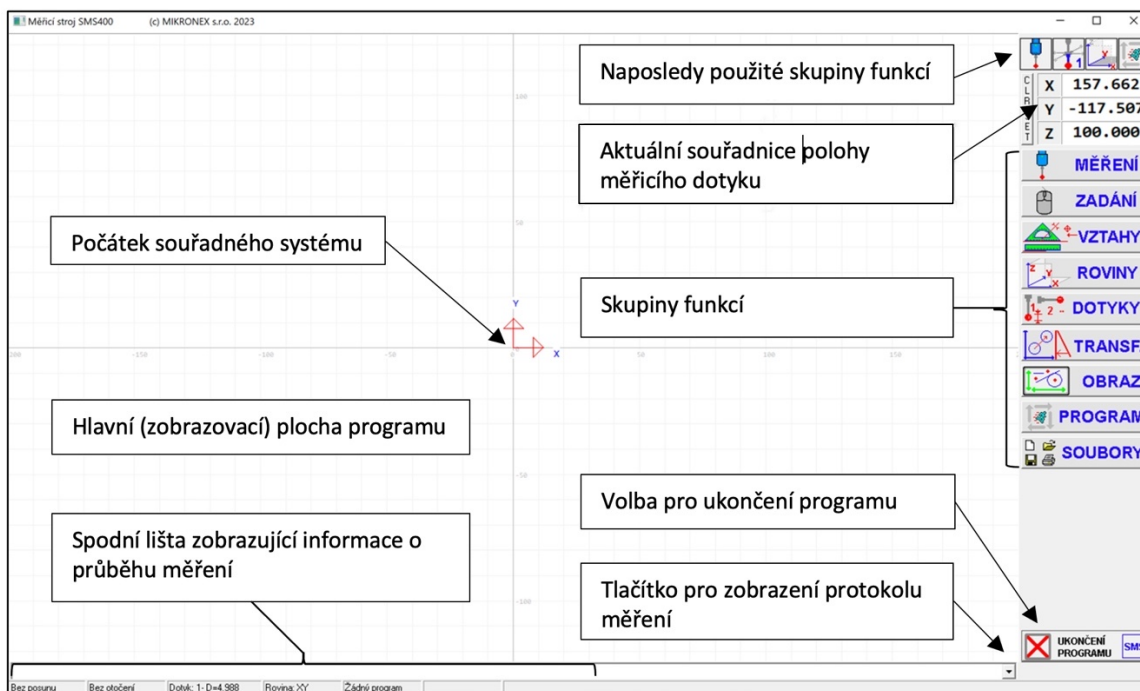 Měřicí stroj SMS400 (c) MIKRONEX s.r.o. 2023
Naposledy použité skupiny funkcí
1
X 157.662
Y -117.507
Z 100.000
100
Aktuální souřadnice polohy
měřicího dotyku
MĚŘENÍ
ZADÁNÍ
50
Počátek souřadného systému
VZTAHY
ROVINY
Skupiny funkcí
DOTYKY
Y
X
200 -150 -100 -50 0 50 100 150
TRANSF
OBRAZ
Hlavní (zobrazovací) plocha programu
PROGRAM
SOUBORY
-50
Volba pro ukončení programu
Spodní lišta zobrazující informace o
průběhu měření
Tlačítko pro zobrazení protokolu
měření
-100
UKONČENÍ
PROGRAMU
SMS
Bez posunu Bez otočení Dotyk: 1- D=4.988 Rovina: XY Žádný program